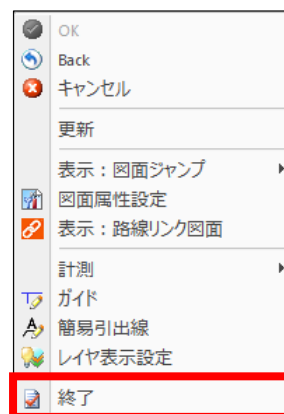 OK
Back
キャンセル
更新
表示：図面ジャンプ
図面属性設定
表示：路線リンク図面
計測
ガイド
簡易引出線
レイヤ表示設定
終了